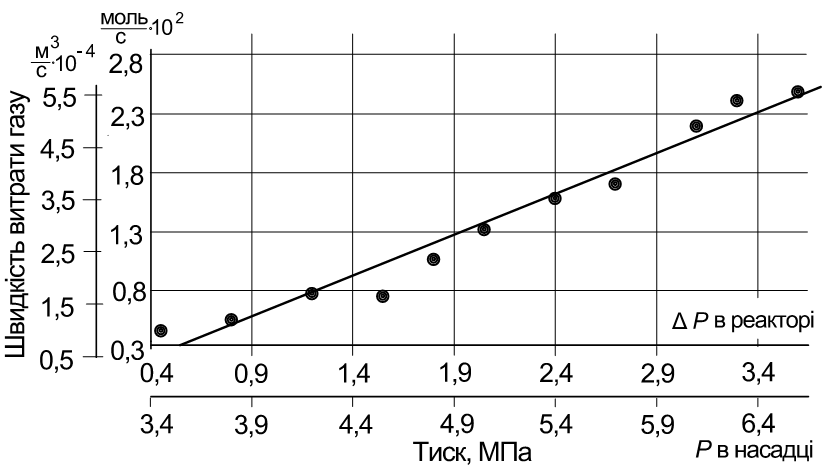 моль/с ·10²
м³/с ·10⁻⁴
Швидкість витрати газу
5,5
4,5
3,5
2,5
1,5
0,5
2,8
2,3
1,8
1,3
0,8
0,3
Δ P в реакторі
0,4 0,9 1,4 1,9 2,4 2,9 3,4
3,4 3,9 4,4 4,9 5,4 5,9 6,4
Тиск, МПа
P в насадці